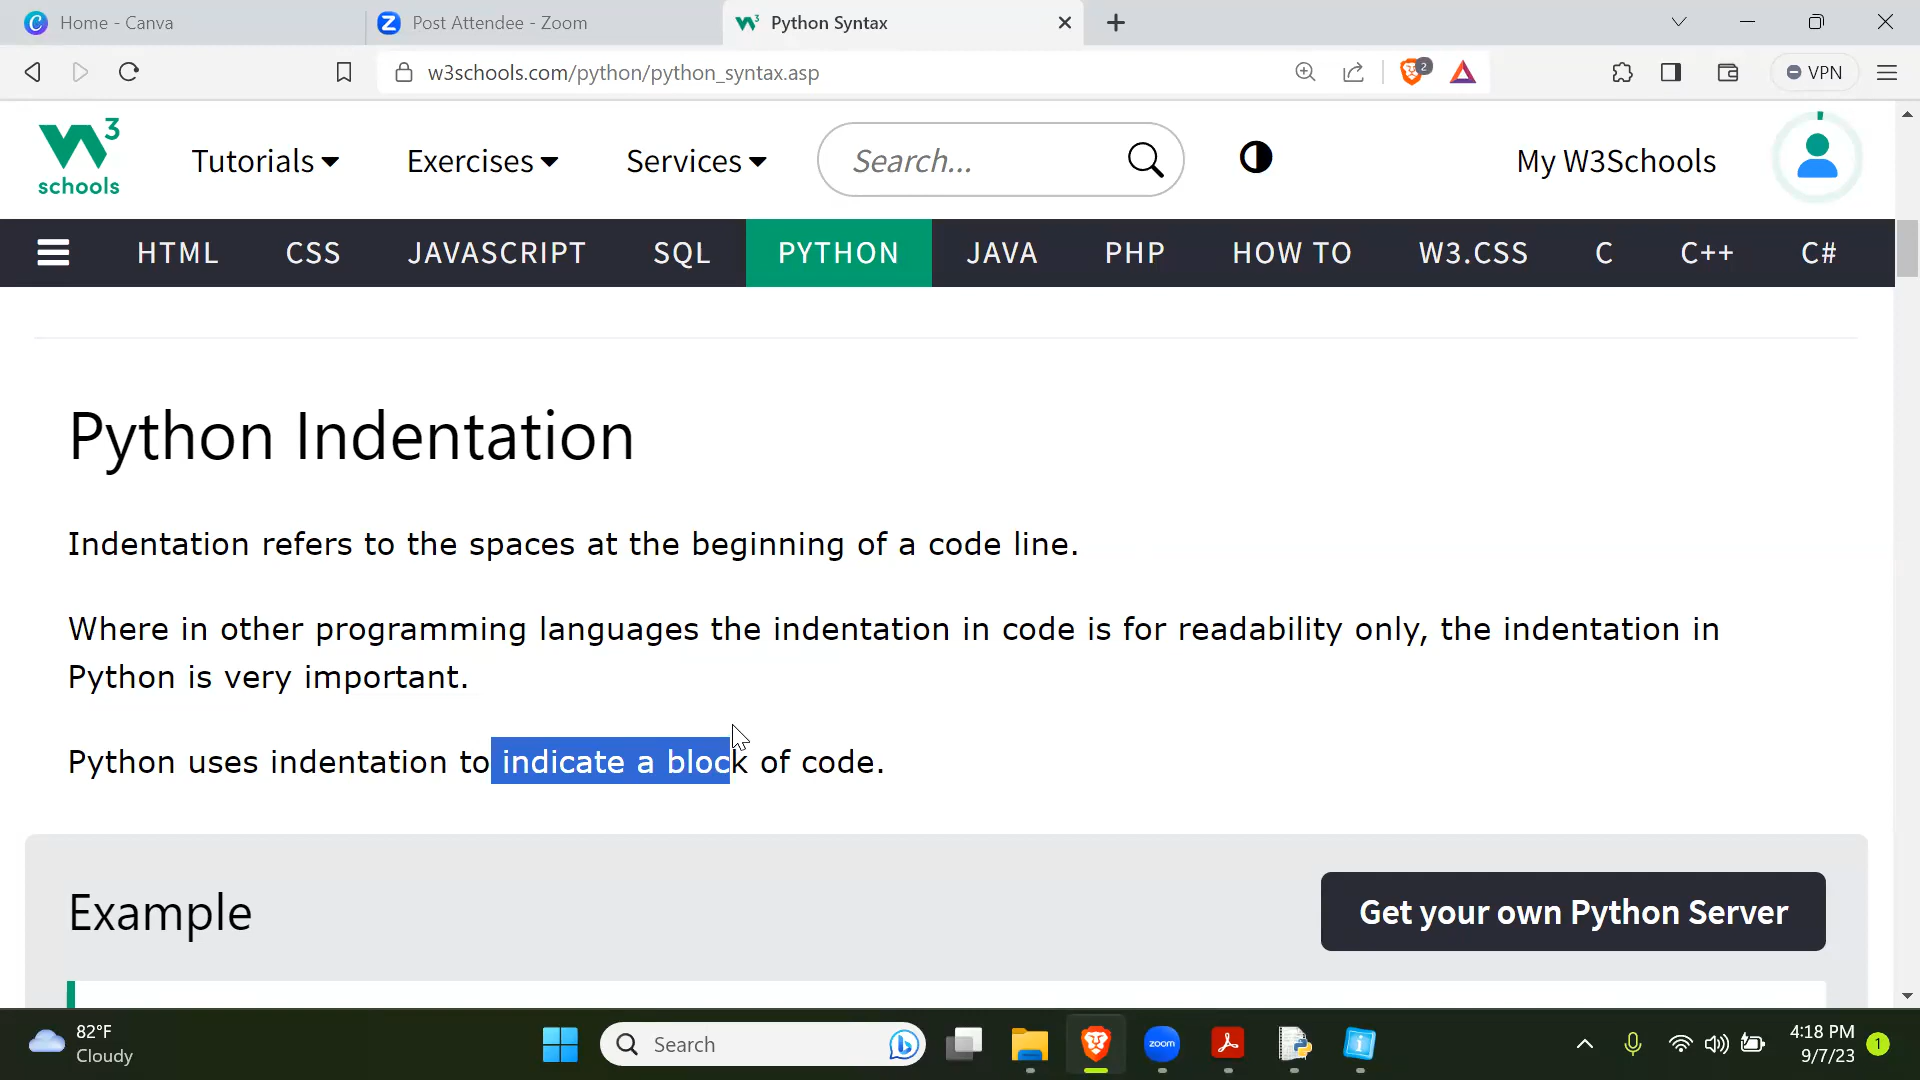 Home - Canva
Post Attendee - Zoom
Python Syntax
w3schools.com/python/python_syntax.asp
2
VPN
W3
schools
Tutorials
Exercises
Services
Search...
My W3Schools
HTML
CSS
JAVASCRIPT
SQL
PYTHON
JAVA
PHP
HOW TO
W3.CSS
C
C++
C#
Python Indentation
Indentation refers to the spaces at the beginning of a code line.
Where in other programming languages the indentation in code is for readability only, the indentation in
Python is very important.
Python uses indentation to indicate a block of code.
Example
Get your own Python Server
82°F
Cloudy
Search
zoom
4:18 PM
9/7/23
1